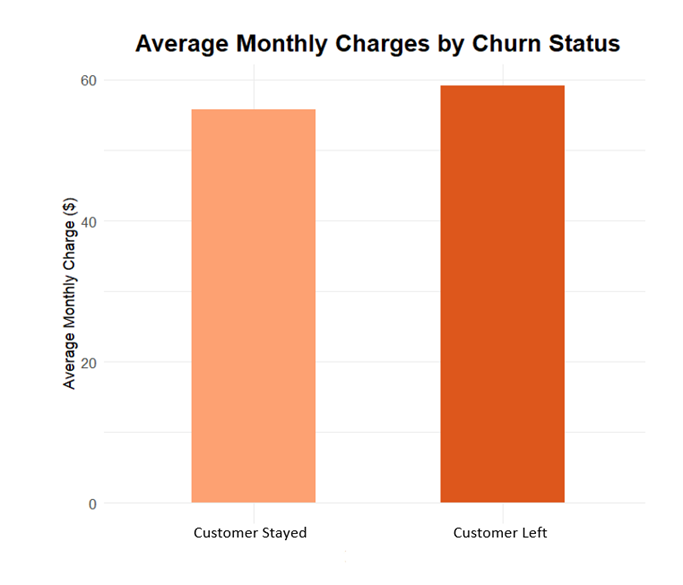 Average Monthly Charges by Churn Status
Average Monthly Charge ($)
60
40
20
0
Customer Stayed
Customer Left